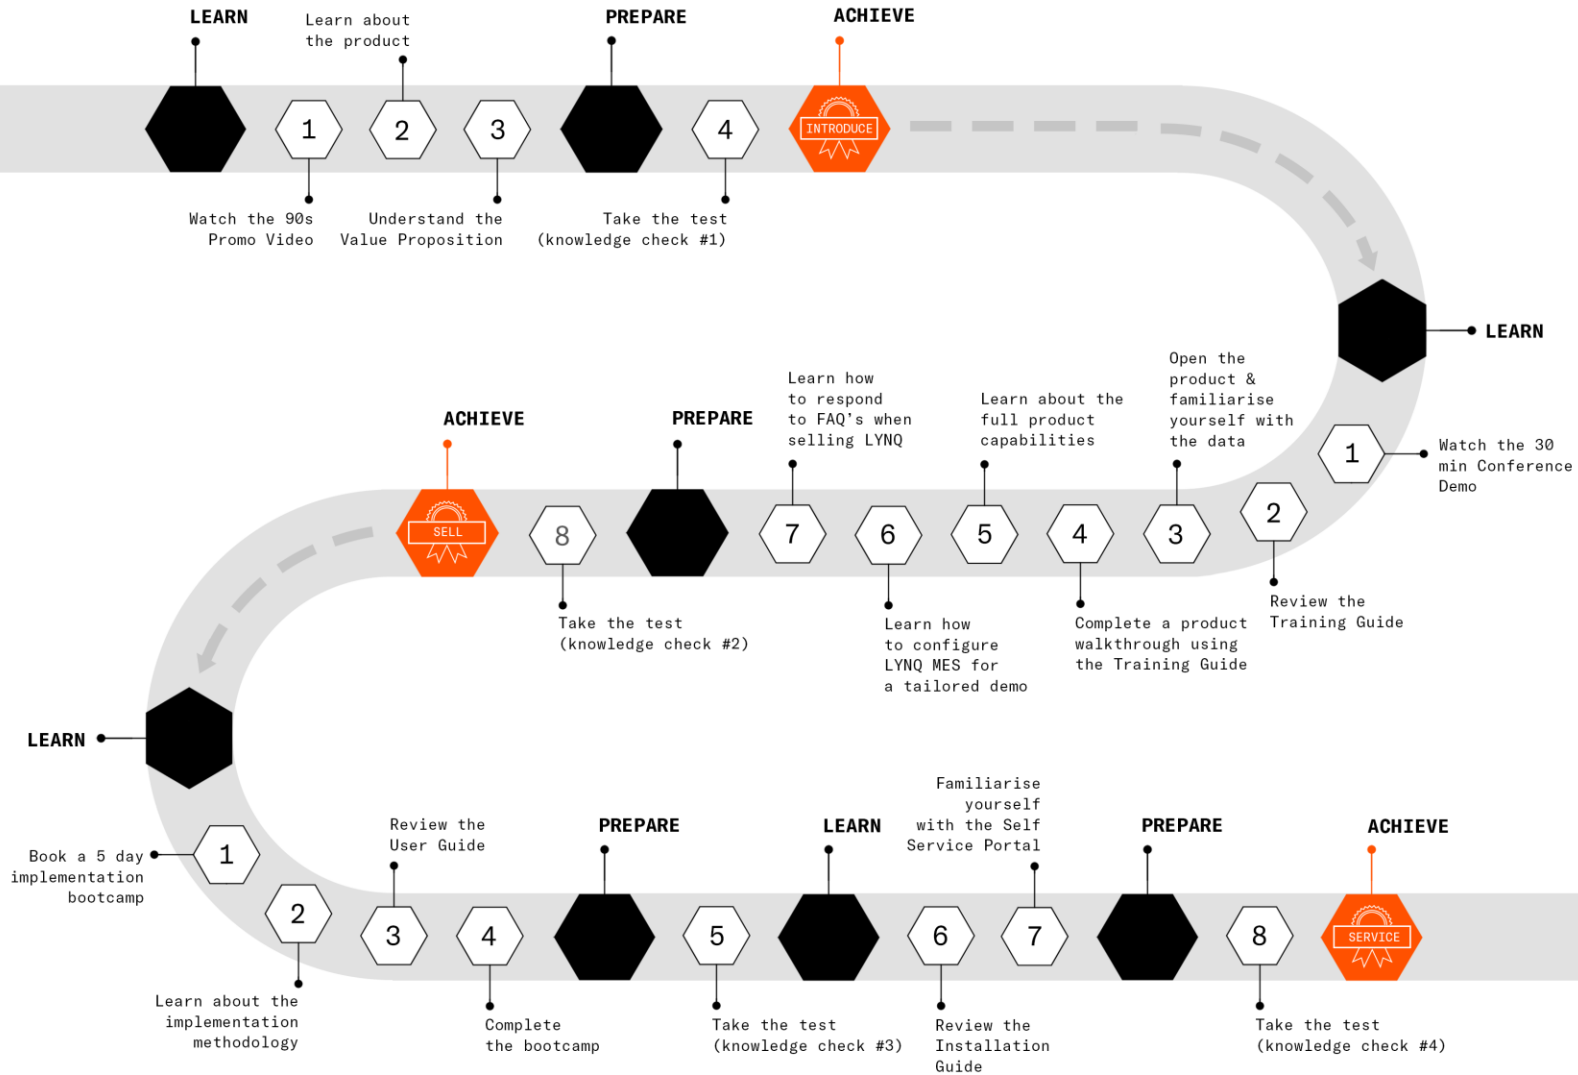 LEARN
Learn about
the product
PREPARE
ACHIEVE
1
2
3
4
INTRODUCE
Watch the 90s
Promo Video
Understand the
Value Proposition
Take the test
(knowledge check #1)
LEARN
1
Watch the 30
min Conference
Demo
2
Review the
Training Guide
Open the
product &
familiarise
yourself with
the data
3
4
Complete a product
walkthrough using
the Training Guide
Learn about the
full product
capabilities
5
6
Learn how
to configure
LYNQ MES for
a tailored demo
Learn how
to respond
to FAQ's when
selling LYNQ
7
PREPARE
8
Take the test
(knowledge check #2)
ACHIEVE
SELL
LEARN
1
Book a 5 day
implementation
bootcamp
2
Learn about the
implementation
methodology
Review the
User Guide
3
4
Complete
the bootcamp
PREPARE
5
Take the test
(knowledge check #3)
LEARN
6
Review the
Installation
Guide
Familiarise
yourself
with the Self
Service Portal
7
PREPARE
8
Take the test
(knowledge check #4)
ACHIEVE
SERVICE